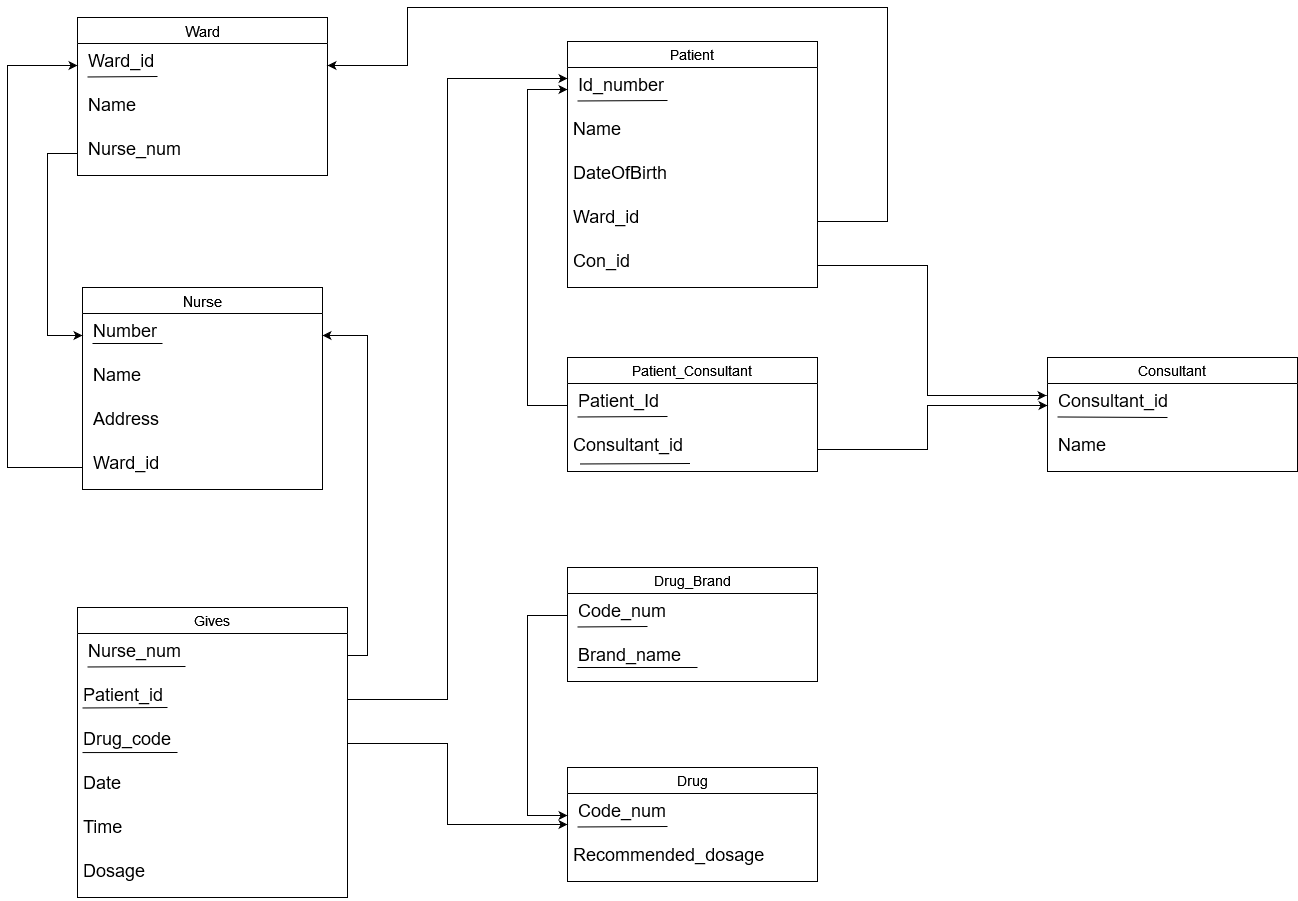 Ward
Ward_id
Name
Nurse_num
Patient
Id_number
Name
DateOfBirth
Ward_id
Con_id
Nurse
Number
Name
Address
Ward_id
Patient_Consultant
Patient_Id
Consultant_id
Consultant
Consultant_id
Name
Gives
Nurse_num
Patient_id
Drug_code
Date
Time
Dosage
Drug_Brand
Code_num
Brand_name
Drug
Code_num
Recommended_dosage